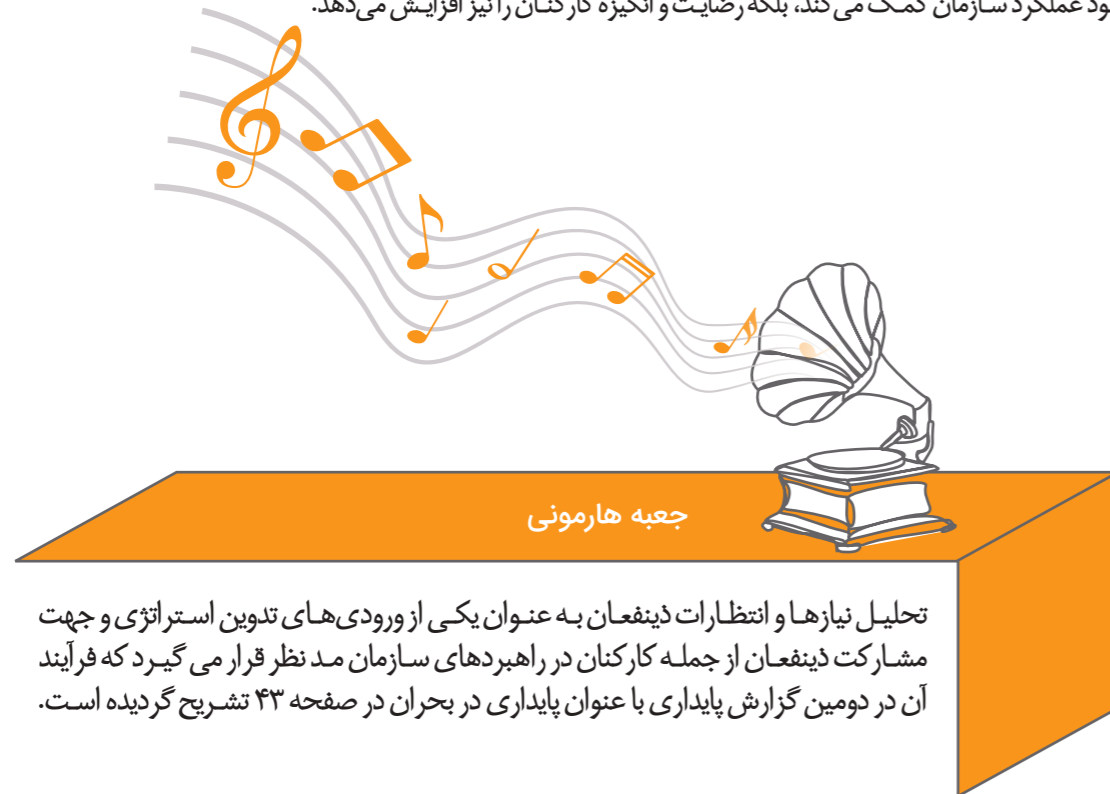 عملکرد سازمان کمک می‌کند، بلکه رضایت و انگیزه کارکنان را نیز افزایش می‌دهد.
جعبه هارمونی
تحلیل نیازها و انتظارات ذینفعان به عنوان یکی از ورودی‌های تدوین استراتژی و جهت
مشارکت ذینفعان از جمله کارکنان در راهبردهای سازمان مد نظر قرار می گیرد که فرآیند
آن در دومین گزارش پایداری با عنوان پایداری در بحران در صفحه ۴۳ تشریح گردیده است.